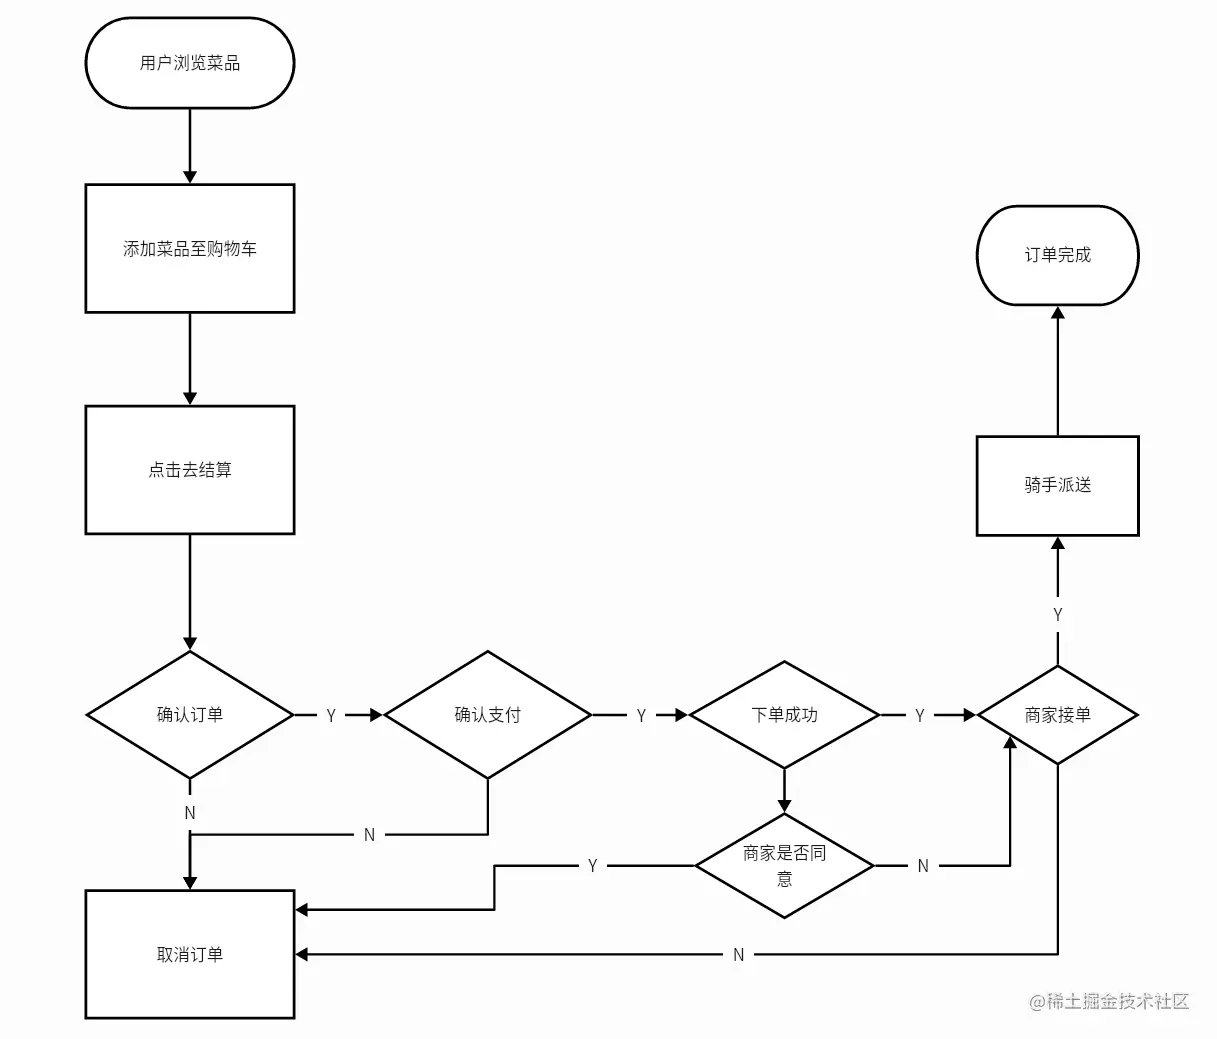 用户浏览菜品
添加菜品至购物车
订单完成
点击去结算
骑手派送
Y
确认订单
Y
确认支付
Y
下单成功
Y
商家接单
N
N
商家是否同
意
Y
N
取消订单
N
@稀土掘金技术社区